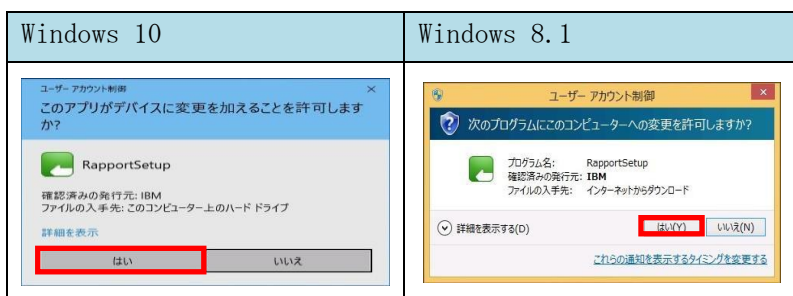 Windows 10
Windows 8.1
ユーザー アカウント制御
このアプリがデバイスに変更を加えることを許可します
か?
RapportSetup
確認済みの発行元: IBM
ファイルの入手先: このコンピューター上のハード ドライブ
詳細を表示
はい
いいえ
ユーザー アカウント制御
次のプログラムにこのコンピューターへの変更を許可しますか?
プログラム名: RapportSetup
確認済みの発行元: IBM
ファイルの入手先: インターネットからダウンロード
詳細を表示する(D)
はい(Y)
いいえ(N)
これらの通知を表示するタイミングを変更する